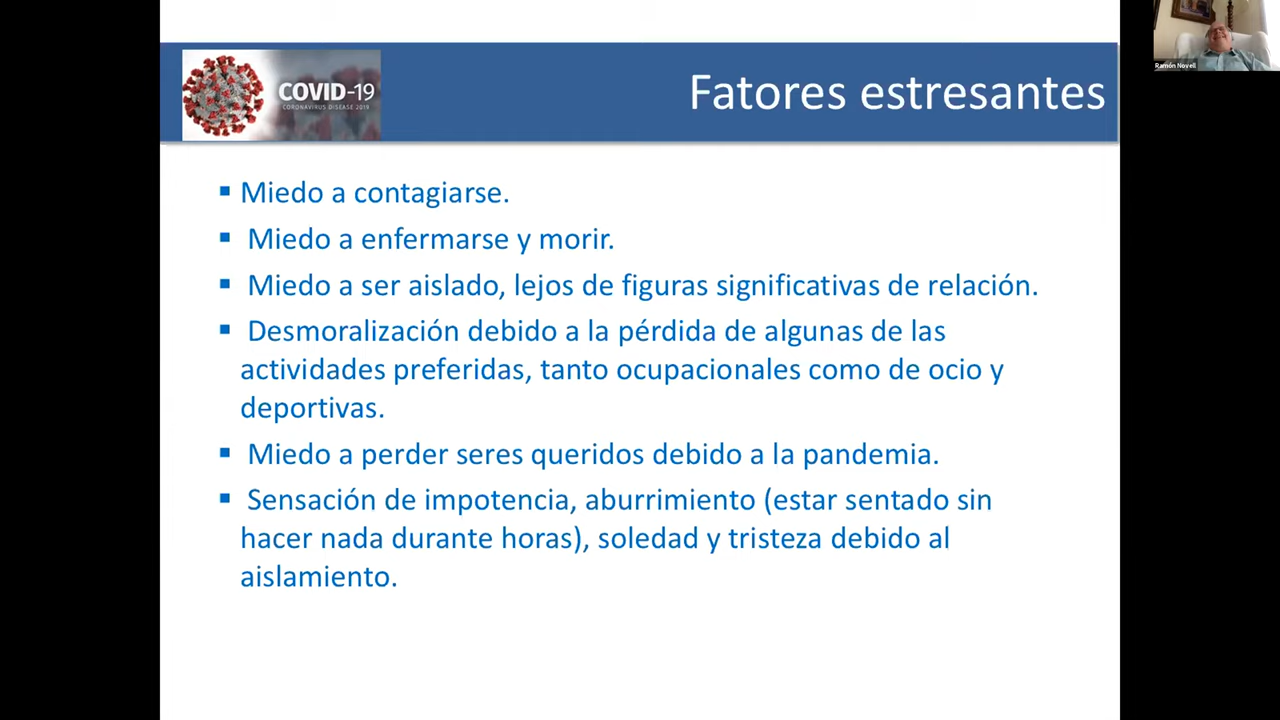 COVID-19
CORONAVIRUS DISEASE 2019
Fatores estresantes
Ramón Novell
▪ Miedo a contagiarse.
▪ Miedo a enfermarse y morir.
▪ Miedo a ser aislado, lejos de figuras significativas de relación.
▪ Desmoralización debido a la pérdida de algunas de las
actividades preferidas, tanto ocupacionales como de ocio y
deportivas.
▪ Miedo a perder seres queridos debido a la pandemia.
▪ Sensación de impotencia, aburrimiento (estar sentado sin
hacer nada durante horas), soledad y tristeza debido al
aislamiento.